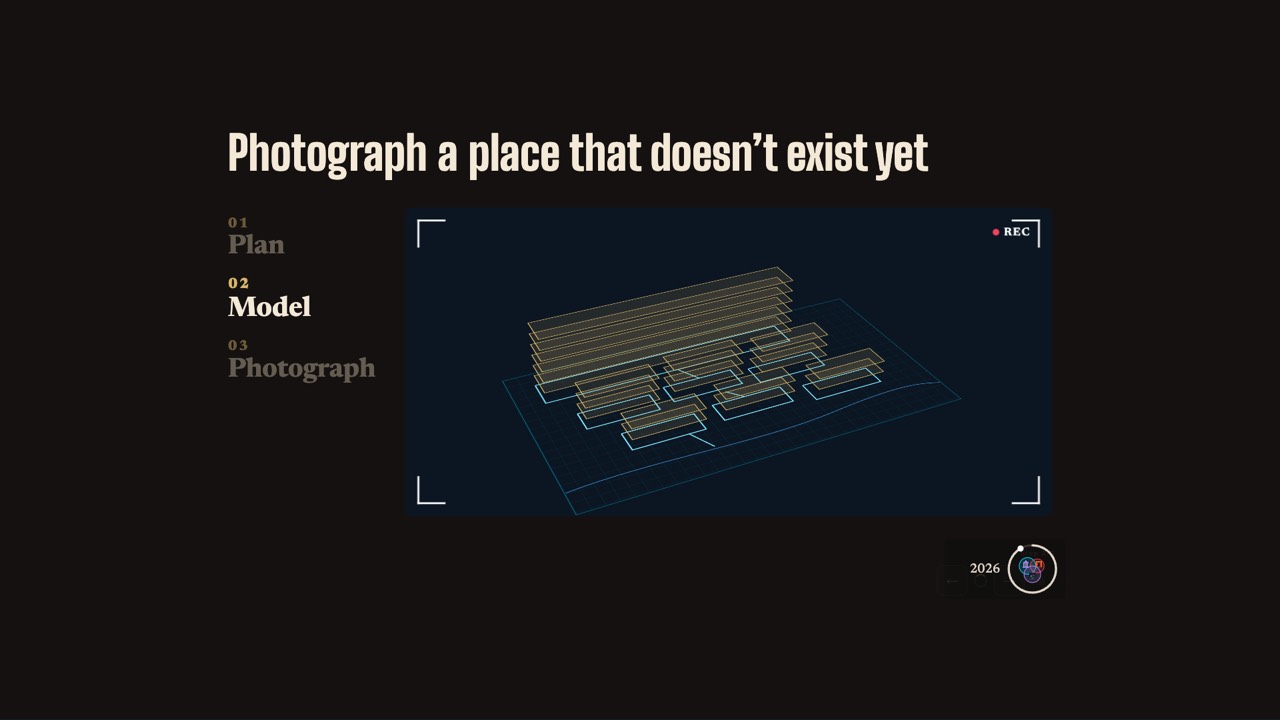 Photograph a place that doesn’t exist yet
01
Plan
02
Model
03
Photograph
REC
2026